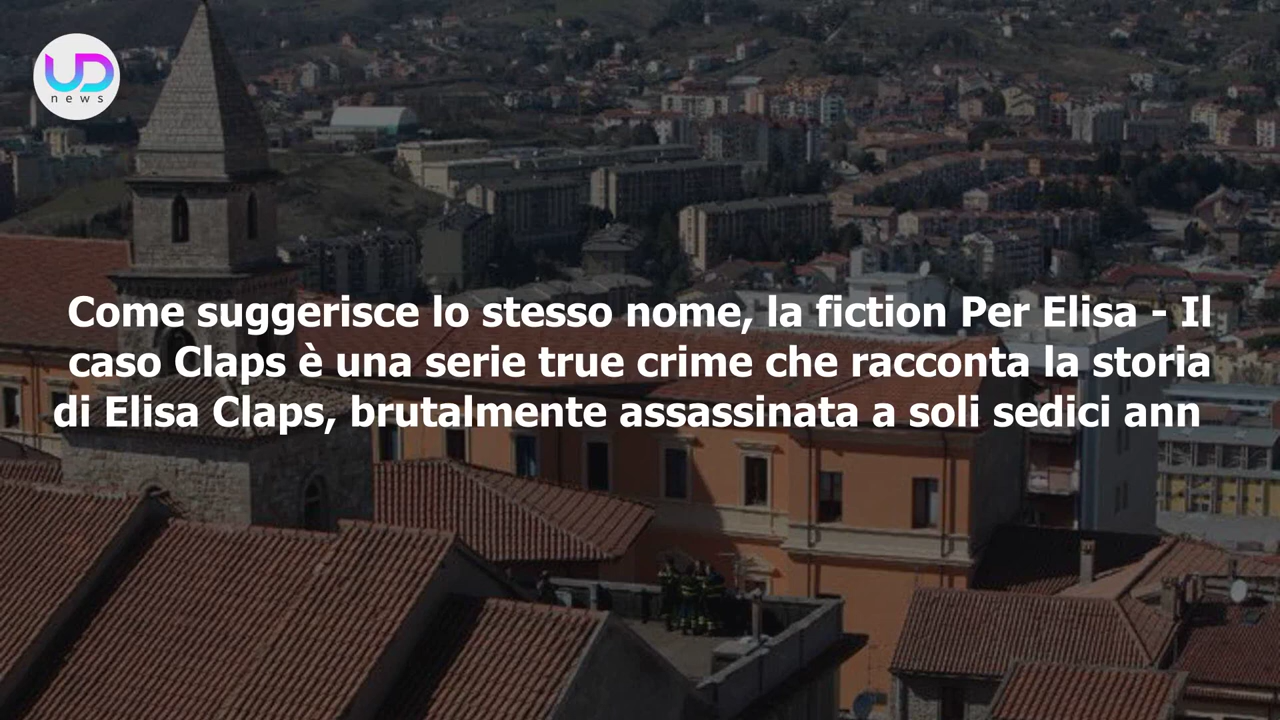 UD
news
Come suggerisce lo stesso nome, la fiction Per Elisa - Il
caso Claps è una serie true crime che racconta la storia
di Elisa Claps, brutalmente assassinata a soli sedici ann